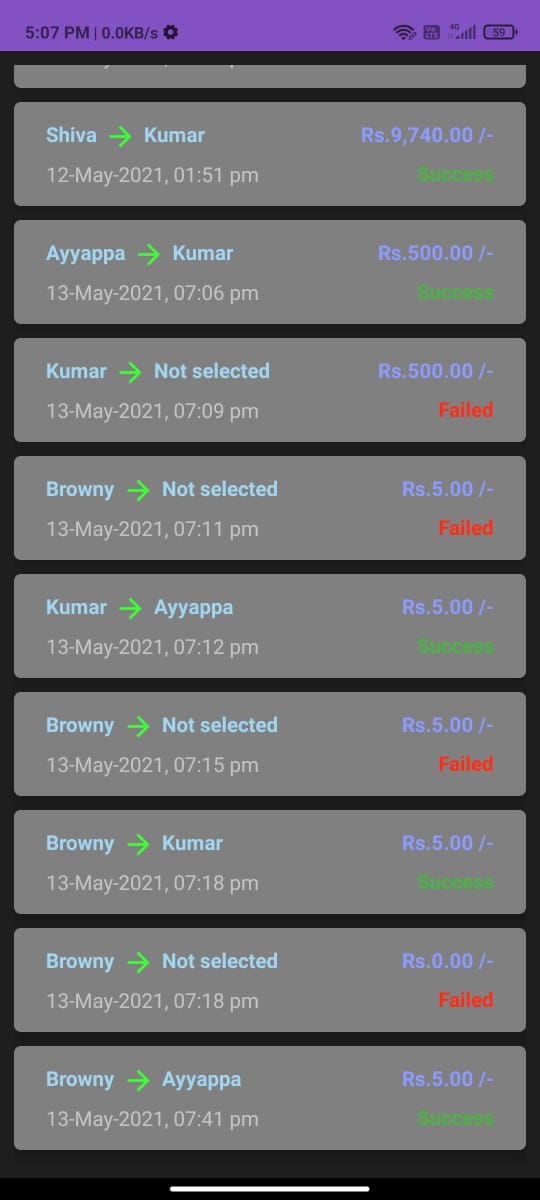 5:07 PM | 0.0KB/s
4G 59
Shiva → Kumar Rs.9,740.00 /-
12-May-2021, 01:51 pm Success
Ayyappa → Kumar Rs.500.00 /-
13-May-2021, 07:06 pm Success
Kumar → Not selected Rs.500.00 /-
13-May-2021, 07:09 pm Failed
Browny → Not selected Rs.5.00 /-
13-May-2021, 07:11 pm Failed
Kumar → Ayyappa Rs.5.00 /-
13-May-2021, 07:12 pm Success
Browny → Not selected Rs.5.00 /-
13-May-2021, 07:15 pm Failed
Browny → Kumar Rs.5.00 /-
13-May-2021, 07:18 pm Success
Browny → Not selected Rs.0.00 /-
13-May-2021, 07:18 pm Failed
Browny → Ayyappa Rs.5.00 /-
13-May-2021, 07:41 pm Success